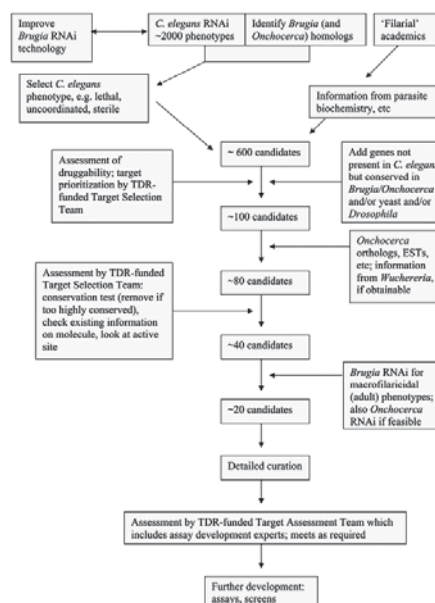 Improve
Brugia RNAi
technology
C. elegans RNAi
~2000 phenotypes
Identify Brugia (and
Onchocerca) homologs
'Filarial'
academics
Select C. elegans
phenotype, e.g. lethal,
uncoordinated, sterile
Information from parasite
biochemistry, etc
~ 600 candidates
Assessment of
druggability; target
prioritization by TDR-
funded Target Selection
Team
Add genes not
present in C. elegans
but conserved in
Brugia/Onchocerca
and/or yeast and/or
Drosophila
~100 candidates
Onchocerca
orthologs, ESTs,
etc; information
from Wuchereria,
if obtainable
~80 candidates
Assessment by TDR-funded
Target Selection Team:
conservation test (remove if
too highly conserved),
check existing information
on molecule, look at active
site
~40 candidates
Brugia RNAi for
macrofilaricidal
(adult) phenotypes;
also Onchocerca
RNAi if feasible
~20 candidates
Detailed curation
Assessment by TDR-funded Target Assessment Team which
includes assay development experts; meets as required
Further development:
assays, screens